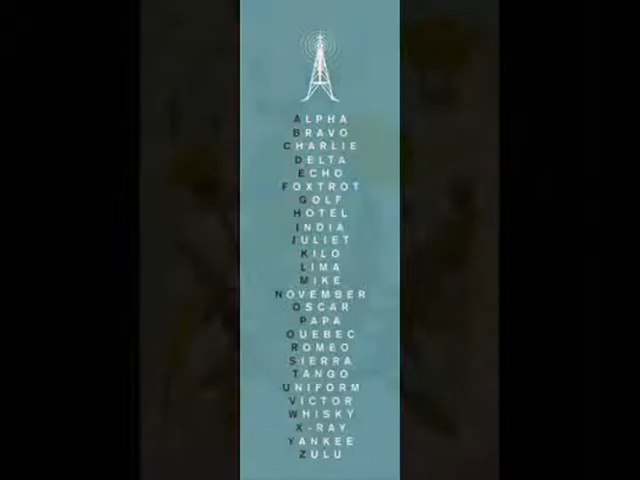 ALPHA
BRAVO
CHARLIE
DELTA
ECHO
FOXTROT
GOLF
HOTEL
INDIA
JULIET
KILO
LIMA
MIKE
NOVEMBER
OSCAR
PAPA
QUEBEC
ROMEO
SIERRA
TANGO
UNIFORM
VICTOR
WHISKY
X-RAY
YANKEE
ZULU